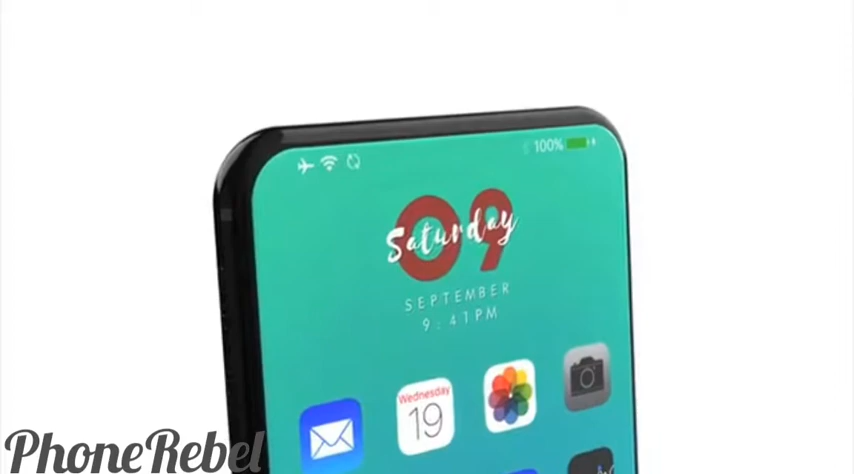 100%
09
Saturday
SEPTEMBER
9:41PM
Wednesday
19
PhoneRebel